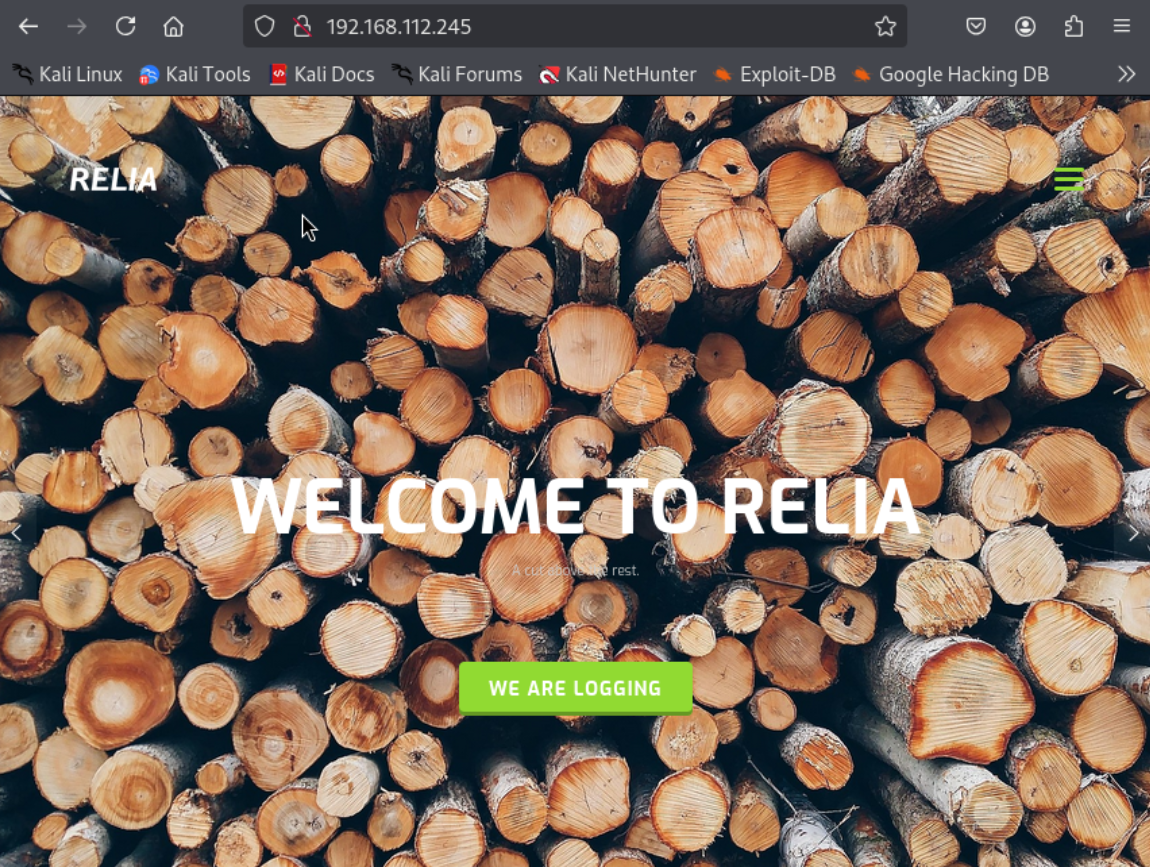 192.168.112.245
Kali Linux Kali Tools Kali Docs Kali Forums Kali NetHunter Exploit-DB Google Hacking DB
RELIA
WELCOME TO RELIA
A cut above the rest.
WE ARE LOGGING